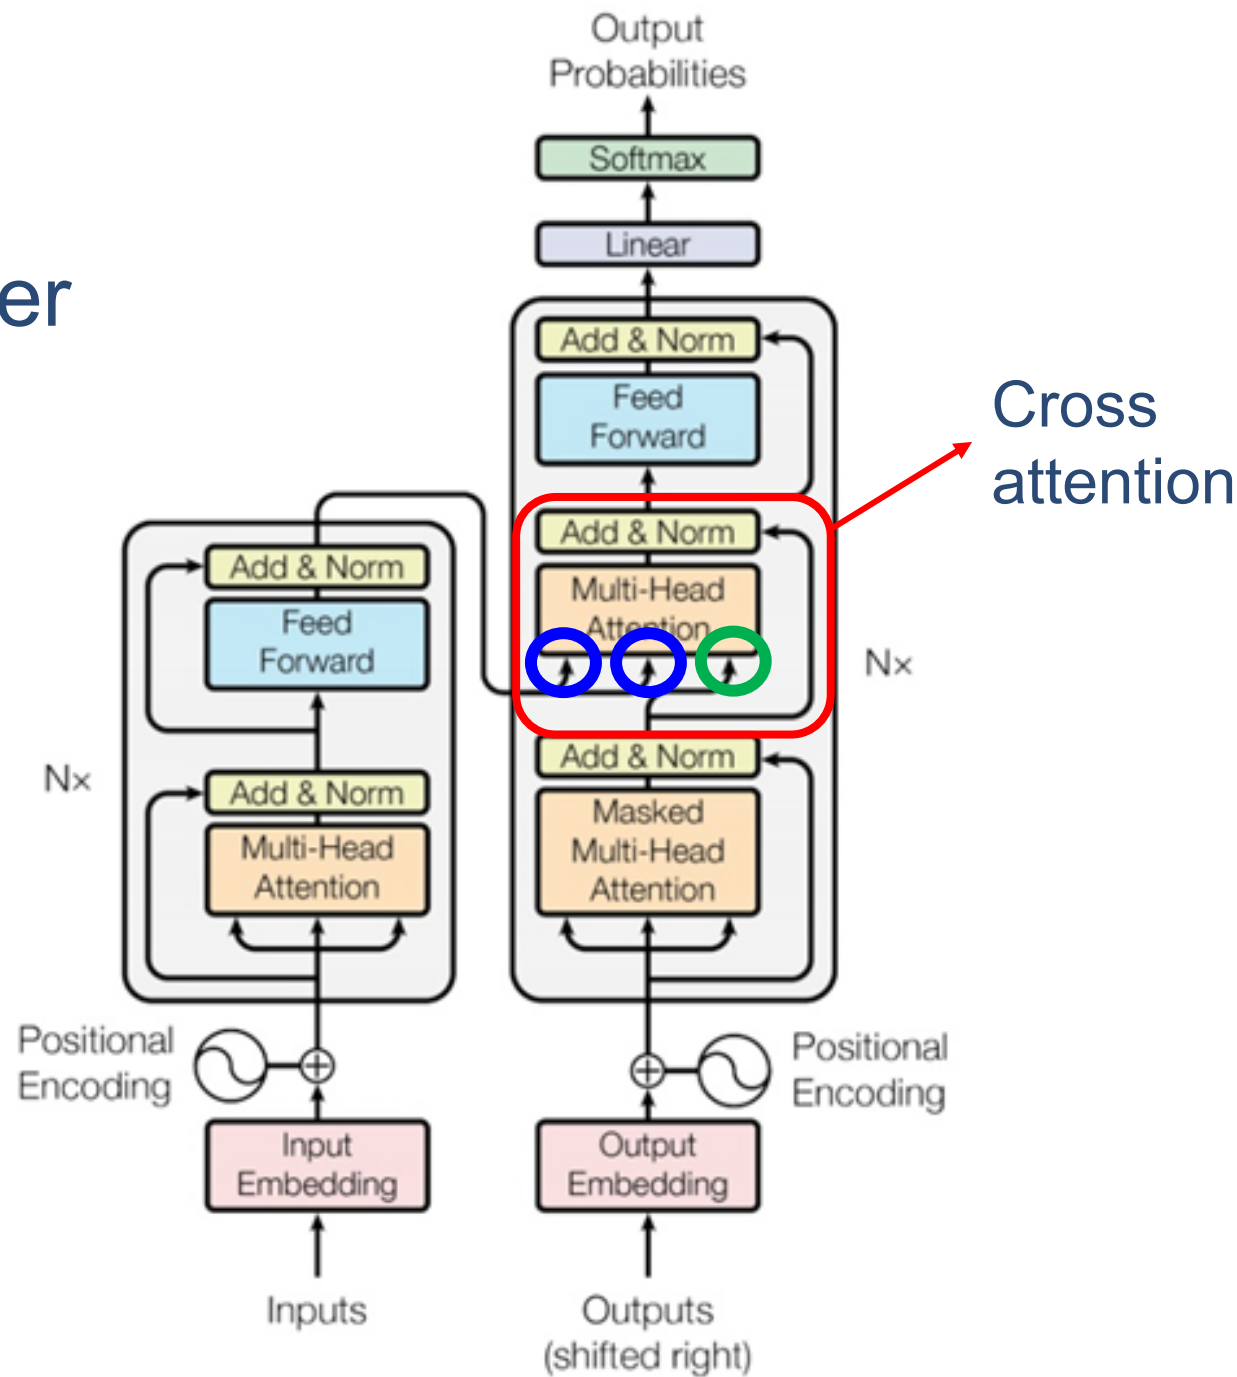 Output
Probabilities
Softmax
Linear
er
Add & Norm
Feed
Forward
Cross
attention
Add & Norm
Multi-Head
Attention
Nx
Add & Norm
Masked
Multi-Head
Attention
Add & Norm
Feed
Forward
Nx
Add & Norm
Multi-Head
Attention
Positional
Encoding
Positional
Encoding
Input
Embedding
Output
Embedding
Inputs
Outputs
(shifted right)